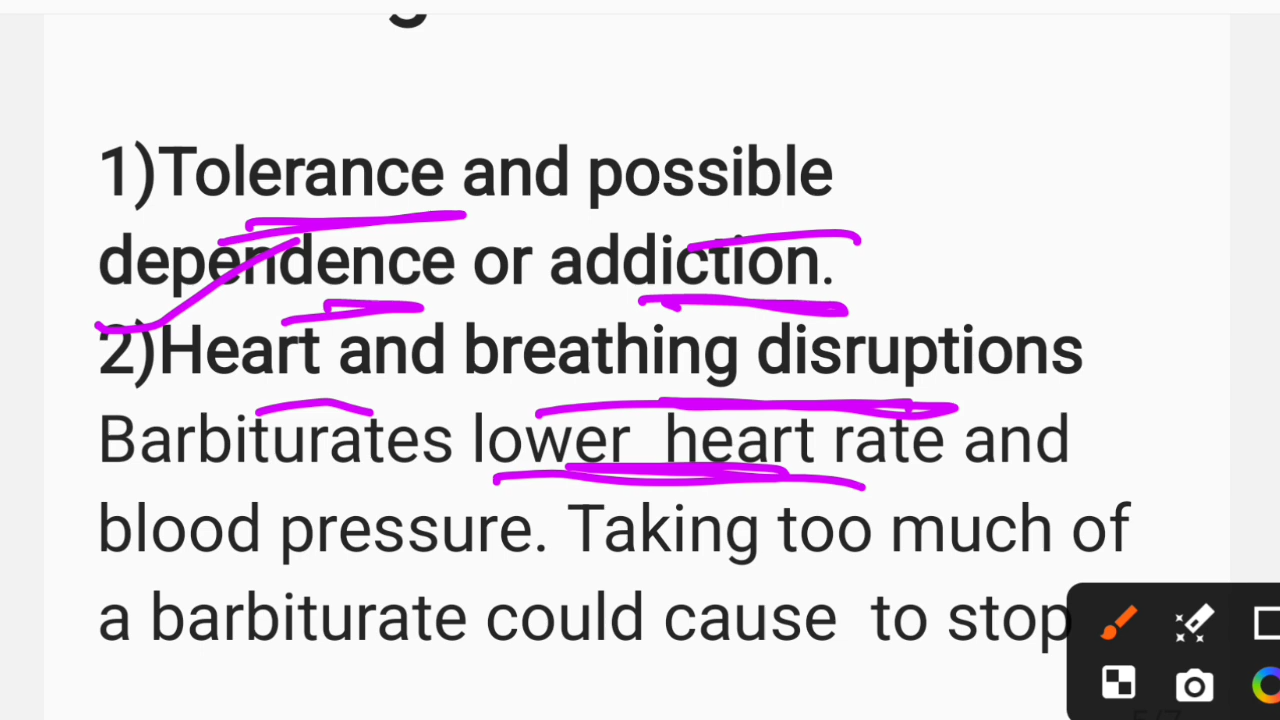 1)Tolerance and possible
dependence or addiction.
2)Heart and breathing disruptions
Barbiturates lower heart rate and
blood pressure. Taking too much of
a barbiturate could cause to stop